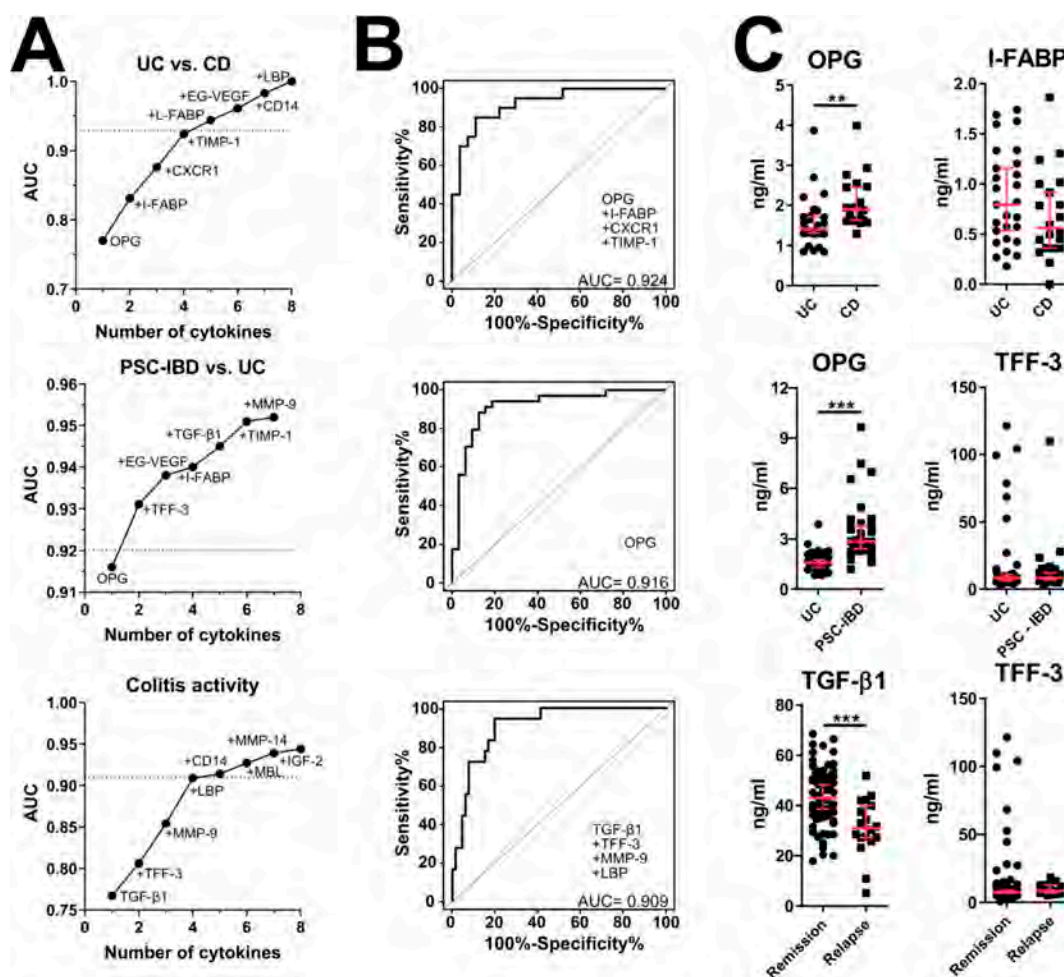 A
B
C
UC vs. CD
AUC
1.0
0.9
0.8
0.7
OPG
+I-FABP
+CXCR1
+TIMP-1
+L-FABP
+EG-VEGF
+CD14
+LBP
0
2
4
6
8
Number of cytokines
Sensitivity%
100
80
60
40
20
0
OPG
+I-FABP
+CXCR1
+TIMP-1
AUC= 0.924
0 20 40 60 80 100
100%-Specificity%
OPG
ng/ml
5
4
3
2
1
0
**
UC
CD
I-FABP
ng/ml
2.0
1.5
1.0
0.5
0.0
UC
CD
PSC-IBD vs. UC
AUC
0.96
0.95
0.94
0.93
0.92
0.91
OPG
+TFF-3
+EG-VEGF
+I-FABP
+TGF-β1
+TIMP-1
+MMP-9
0 2 4 6 8
Number of cytokines
Sensitivity%
100
80
60
40
20
0
OPG
AUC= 0.916
0 20 40 60 80 100
100%-Specificity%
OPG
ng/ml
12
9
6
3
0
***
UC
PSC-IBD
TFF-3
ng/ml
150
100
50
0
UC
PSC - IBD
Colitis activity
AUC
1.00
0.95
0.90
0.85
0.80
0.75
TGF-β1
+TFF-3
+MMP-9
+LBP
+CD14
+MBL
+MMP-14
+IGF-2
0 2 4 6 8
Number of cytokines
Sensitivity%
100
80
60
40
20
0
TGF-β1
+TFF-3
+MMP-9
+LBP
AUC= 0.909
0 20 40 60 80 100
100%-Specificity%
TGF-β1
ng/ml
80
60
40
20
0
***
Remission
Relapse
TFF-3
ng/ml
150
100
50
0
Remission
Relapse